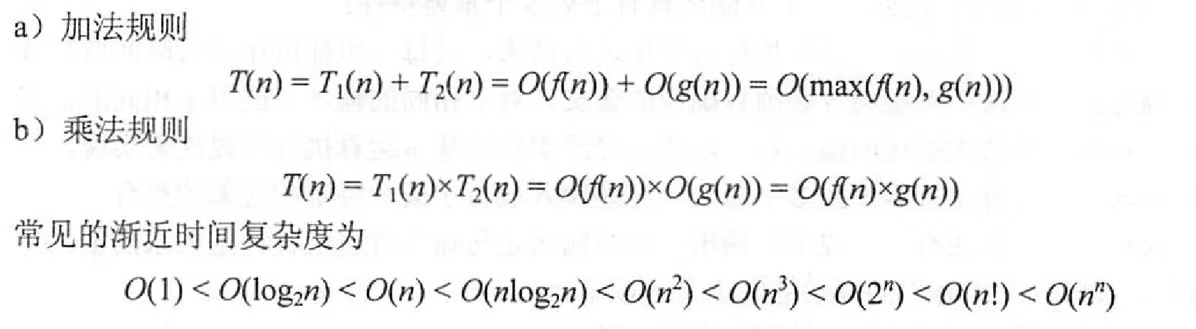 a）加法规则
T(n) = T₁(n) + T₂(n) = O(f(n)) + O(g(n)) = O(max(f(n), g(n)))
b）乘法规则
T(n) = T₁(n)×T₂(n) = O(f(n))×O(g(n)) = O(f(n)×g(n))
常见的渐近时间复杂度为
O(1) < O(log₂n) < O(n) < O(nlog₂n) < O(n²) < O(n³) < O(2ⁿ) < O(n!) < O(nⁿ)